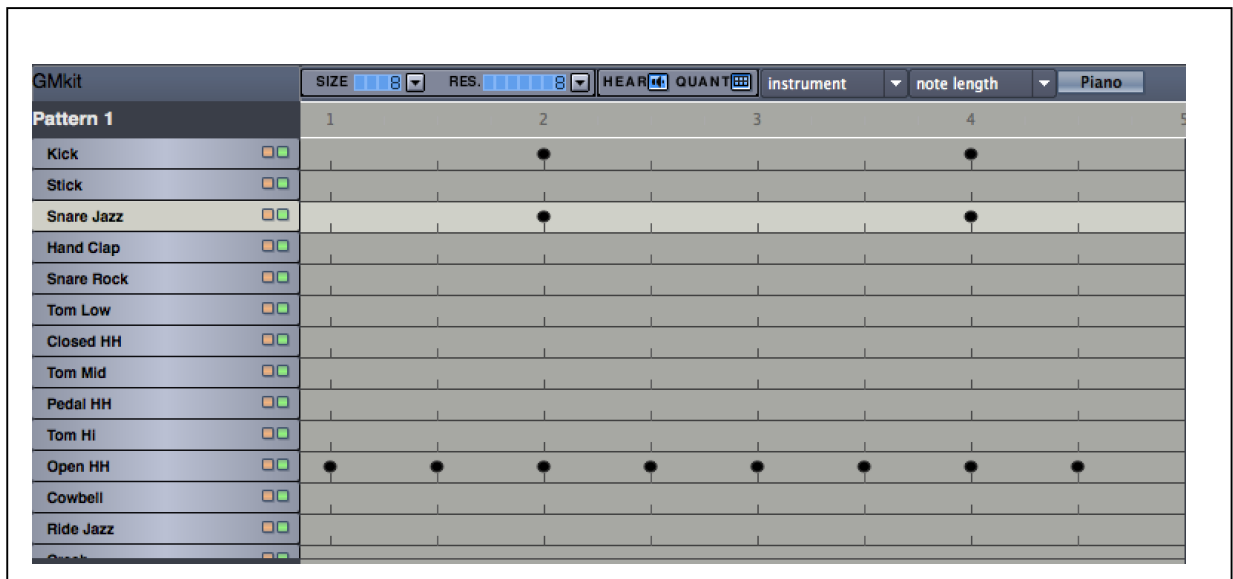 GMkit SIZE 8 RES. 8 HEAR QUANT instrument note length Piano
Pattern 1 1 2 3 4 5
Kick
Stick
Snare Jazz
Hand Clap
Snare Rock
Tom Low
Closed HH
Tom Mid
Pedal HH
Tom Hi
Open HH
Cowbell
Ride Jazz